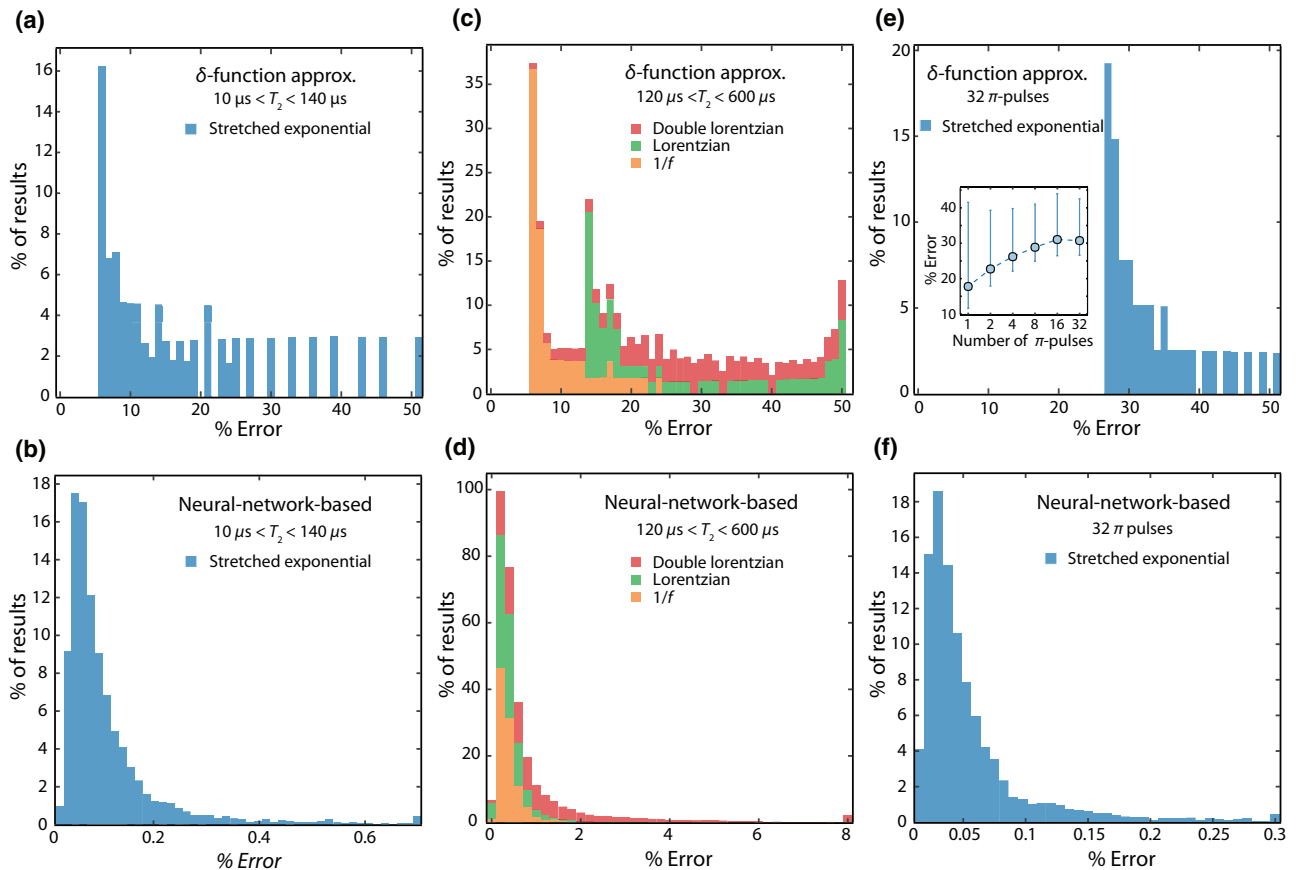 (a)
% of results
16
14
12
10
8
6
4
2
0
δ-function approx.
10 µs < T2 < 140 µs
Stretched exponential
0 10 20 30 40 50
% Error
(c)
% of results
35
30
25
20
15
10
5
0
δ-function approx.
120 µs <T2 < 600 µs
Double lorentzian
Lorentzian
1/f
0 10 20 30 40 50
% Error
(e)
% of results
20
15
10
5
0
δ-function approx.
32 π-pulses
Stretched exponential
% Error
40
30
20
10
1 2 4 8 16 32
Number of π-pulses
0 10 20 30 40 50
% Error
(b)
% of results
18
16
14
12
10
8
6
4
2
0
Neural-network-based
10 µs < T2 < 140 µs
Stretched exponential
0 0.2 0.4 0.6
% Error
(d)
% of results
100
80
60
40
20
0
Neural-network-based
120 µs < T2 < 600 µs
Double lorentzian
Lorentzian
1/f
0 2 4 6 8
% Error
(f)
% of results
18
16
14
12
10
8
6
4
2
0
Neural-network-based
32 π pulses
Stretched exponential
0 0.05 0.1 0.15 0.2 0.25 0.3
% Error